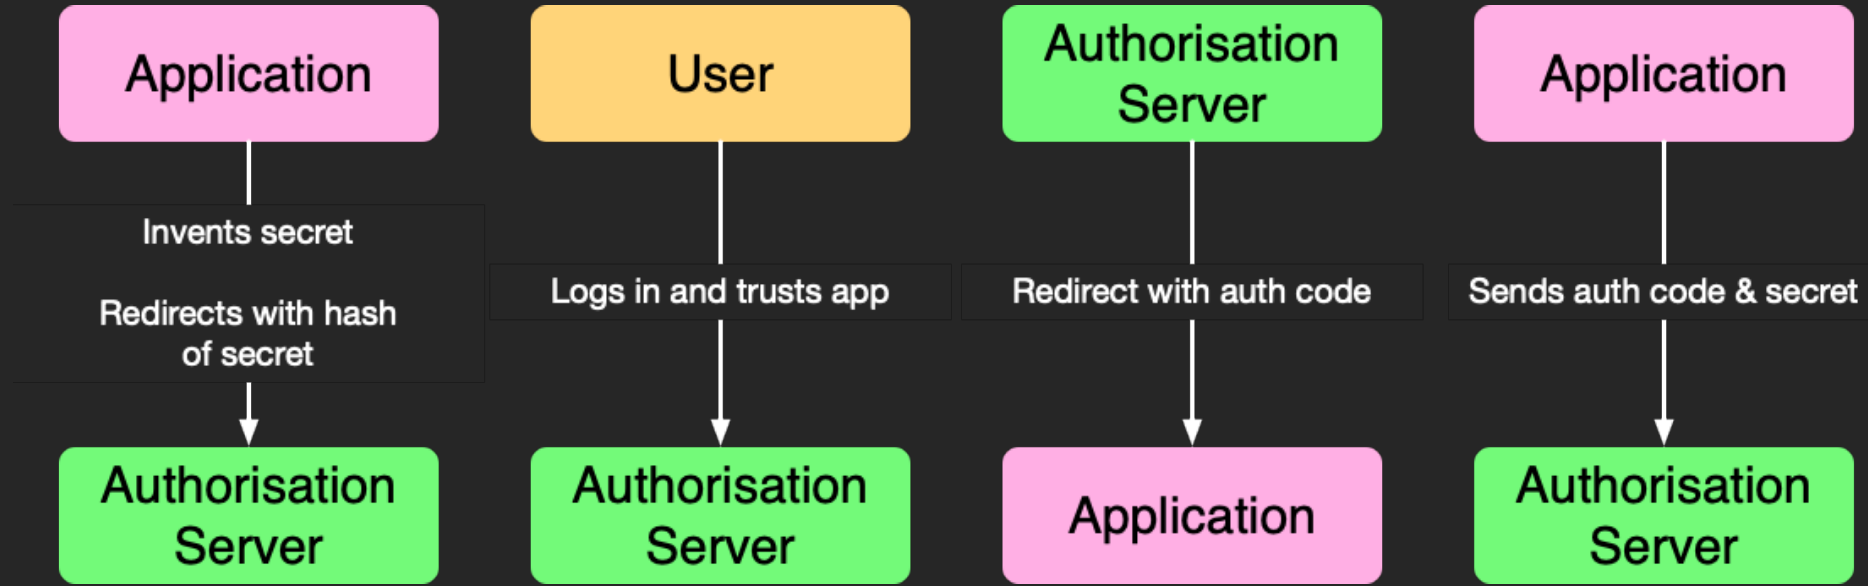 Application
User
Authorisation
Server
Application
Invents secret
Redirects with hash
of secret
Logs in and trusts app
Redirect with auth code
Sends auth code & secret
Authorisation
Server
Authorisation
Server
Application
Authorisation
Server